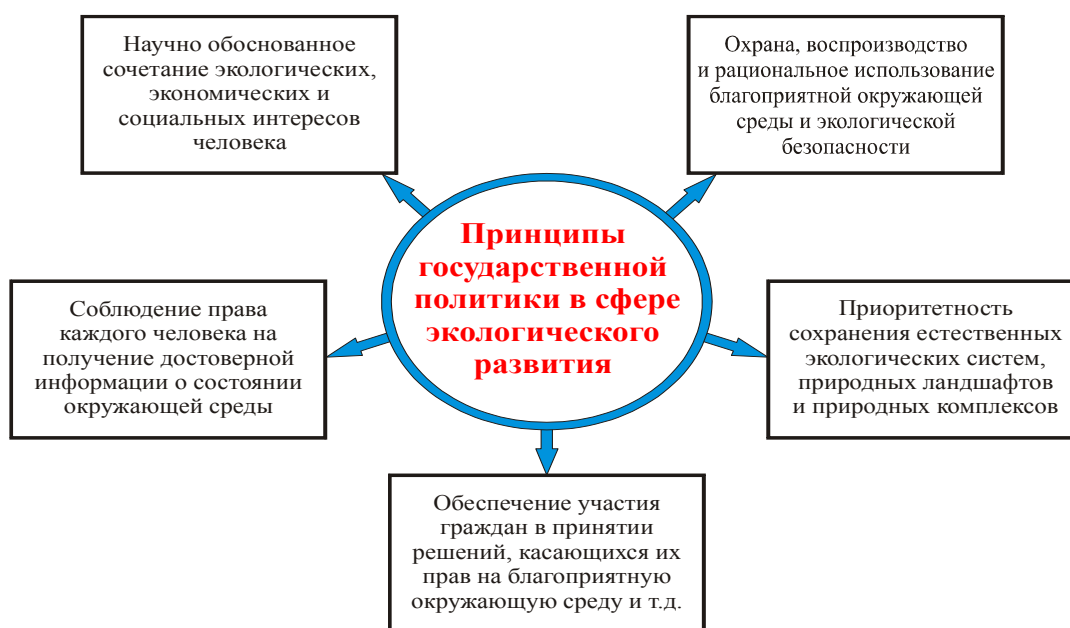 Научно обоснованное
сочетание экологических,
экономических и
социальных интересов
человека
Охрана, воспроизводство
и рациональное использование
благоприятной окружающей
среды и экологической
безопасности
Принципы
государственной
политики в сфере
экологического
развития
Соблюдение права
каждого человека на
получение достоверной
информации о состоянии
окружающей среды
Приоритетность
сохранения естественных
экологических систем,
природных ландшафтов
и природных комплексов
Обеспечение участия
граждан в принятии
решений, касающихся их
прав на благоприятную
окружающую среду и т.д.